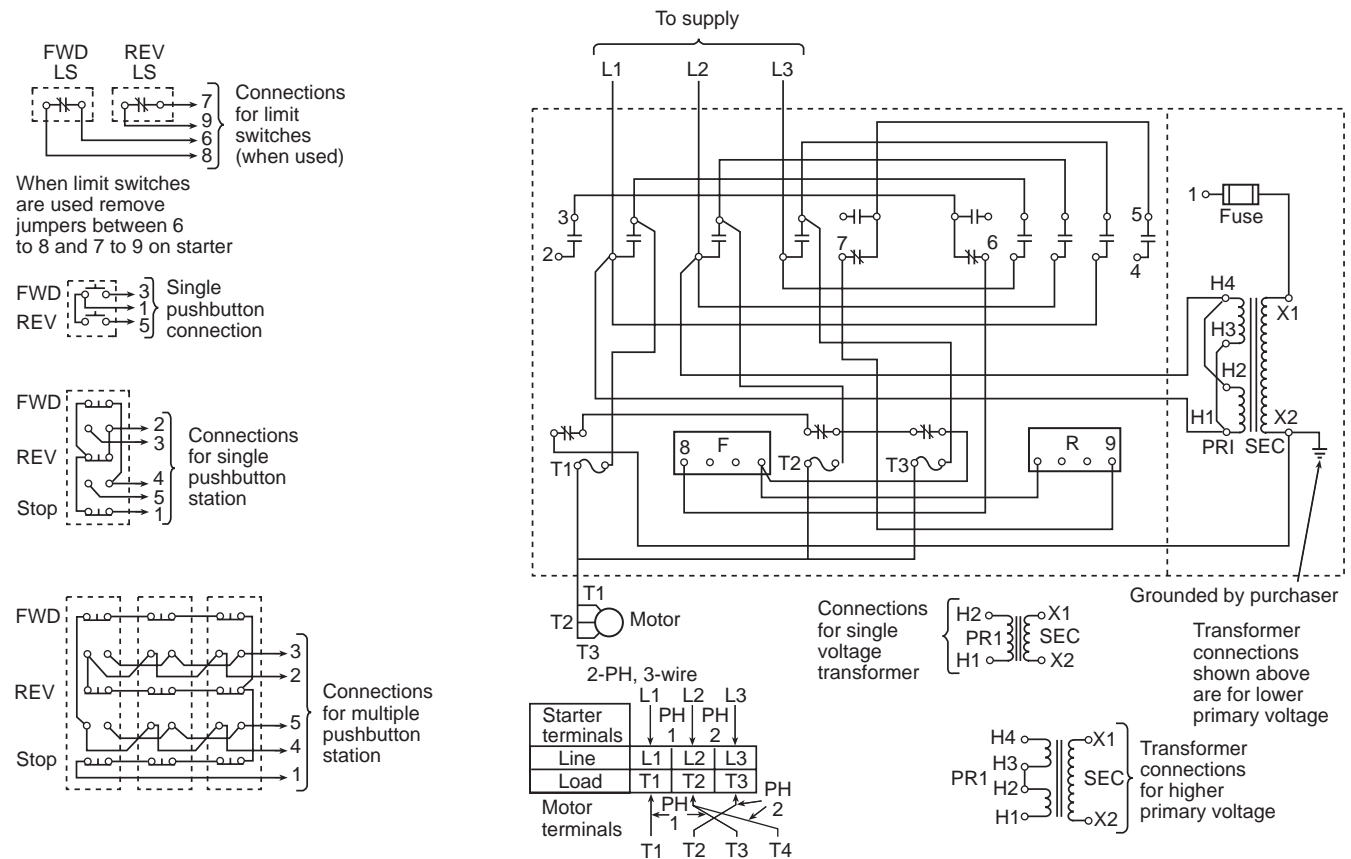 To supply
L1 L2 L3
FWD LS
REV LS
7
9
6
8
Connections
for limit
switches
(when used)
When limit switches
are used remove
jumpers between 6
to 8 and 7 to 9 on starter
FWD
REV
3
1
5
Single
pushbutton
connection
FWD
REV
Stop
2
3
4
5
1
Connections
for single
pushbutton
station
FWD
REV
Stop
3
2
5
4
1
Connections
for multiple
pushbutton
station
3
2
7
6
5
4
1
Fuse
H4
H3
H2
H1
X1
X2
PRI SEC
T1
8 F
T2
T3
R 9
Grounded by purchaser
T1
T2
T3
Motor
Connections
for single
voltage
transformer
H2
H1
PR1
X1
SEC
X2
Transformer
connections
shown above
are for lower
primary voltage
2-PH, 3-wire
L1 L2 L3
Starter
terminals
PH
1
PH
2
Line L1 L2 L3
Load T1 T2 T3
Motor
terminals
PH
1
PH
2
T1 T2 T3 T4
H4
H3
PR1
H2
H1
X1
SEC
X2
Transformer
connections
for higher
primary voltage